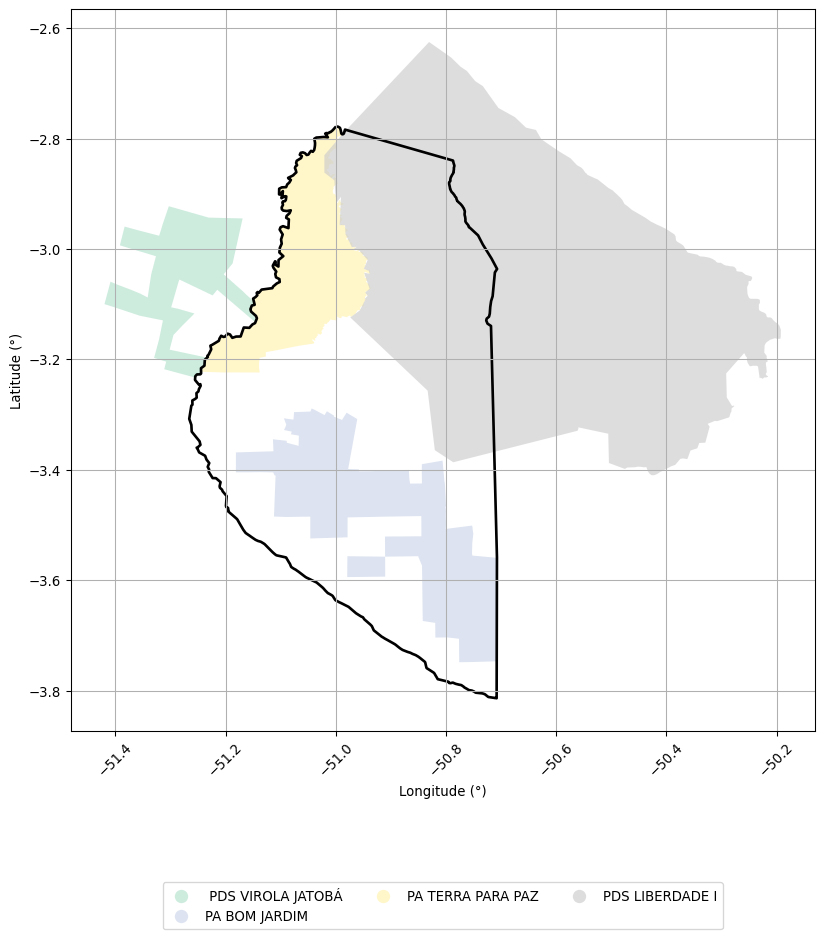 −2.6
−2.8
−3.0
−3.2
−3.4
−3.6
−3.8
Latitude (°)
−51.4
−51.2
−51.0
−50.8
−50.6
−50.4
−50.2
Longitude (°)
PDS VIROLA JATOBÁ
PA TERRA PARA PAZ
PDS LIBERDADE I
PA BOM JARDIM